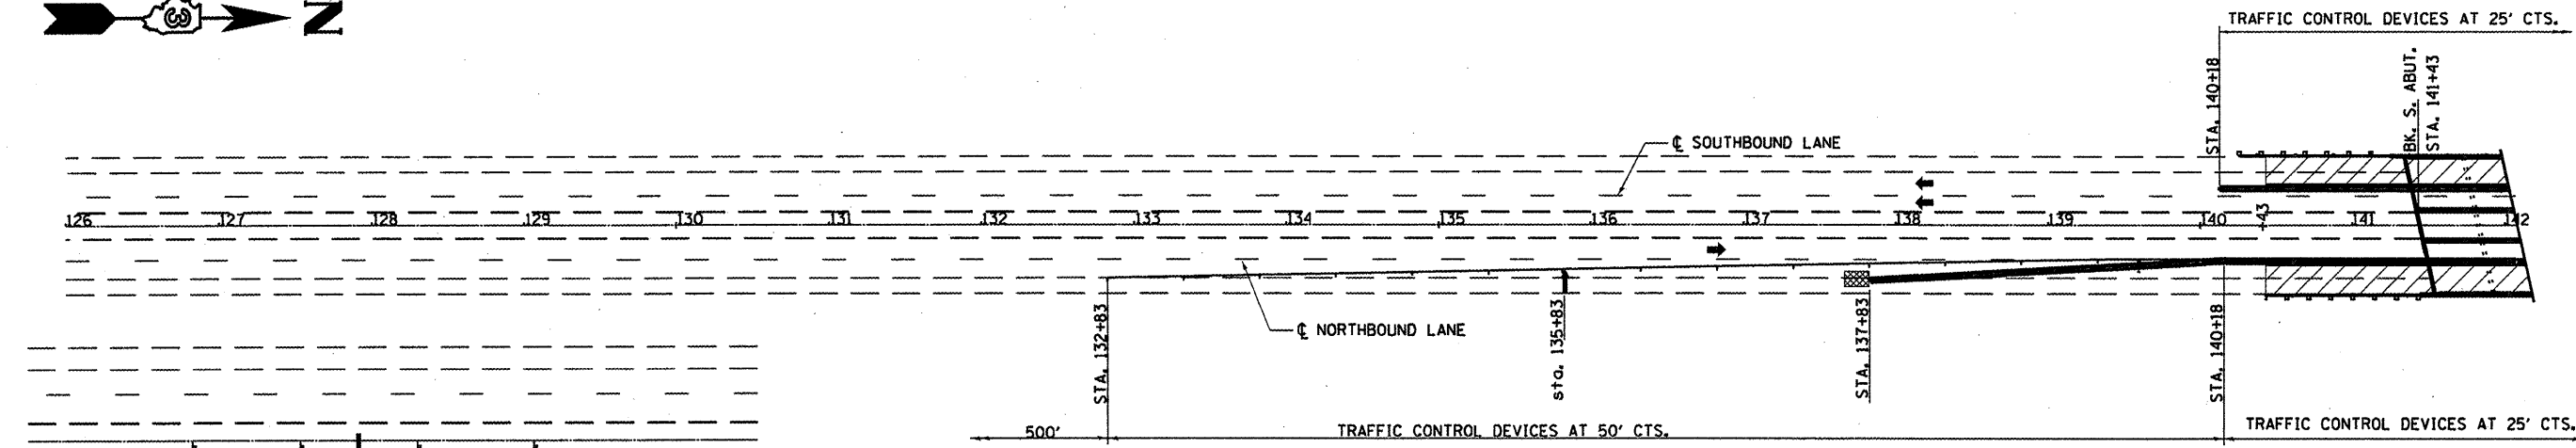 3
N
TRAFFIC CONTROL DEVICES AT 25' CTS.
STA. 140+18
BK. S. ABUT.
STA. 141+43
℄ SOUTHBOUND LANE
126 127 128 129 130 131 132 133 134 135 136 137 138 139 140 +43 141 142
℄ NORTHBOUND LANE
STA. 132+83
sta. 135+83
STA. 137+83
STA. 140+18
500'
TRAFFIC CONTROL DEVICES AT 50' CTS.
TRAFFIC CONTROL DEVICES AT 25' CTS.